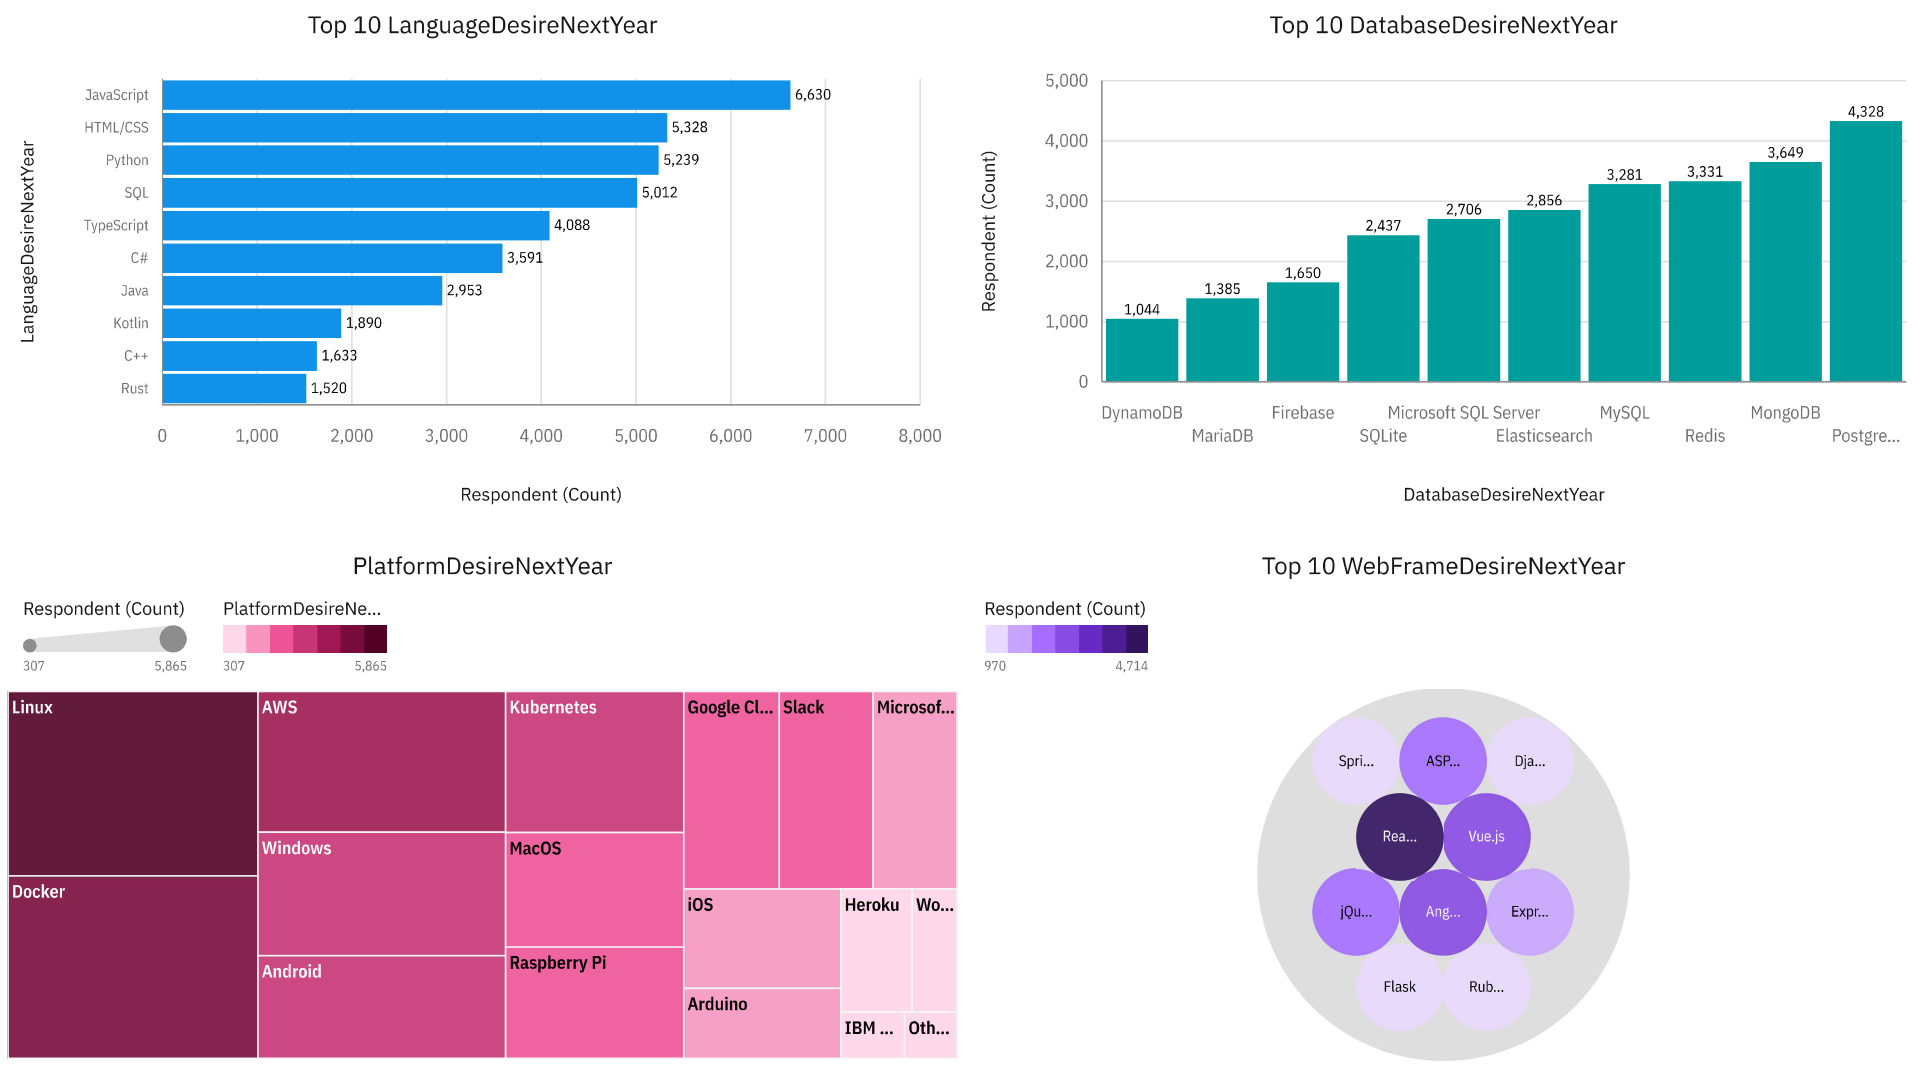 Top 10 LanguageDesireNextYear
LanguageDesireNextYear
JavaScript 6,630
HTML/CSS 5,328
Python 5,239
SQL 5,012
TypeScript 4,088
C# 3,591
Java 2,953
Kotlin 1,890
C++ 1,633
Rust 1,520
0 1,000 2,000 3,000 4,000 5,000 6,000 7,000 8,000
Respondent (Count)
Top 10 DatabaseDesireNextYear
Respondent (Count)
5,000
4,000
3,000
2,000
1,000
0
1,044 1,385 1,650 2,437 2,706 2,856 3,281 3,331 3,649 4,328
DynamoDB Firebase Microsoft SQL Server MySQL MongoDB
MariaDB SQLite Elasticsearch Redis Postgre...
DatabaseDesireNextYear
PlatformDesireNextYear
Respondent (Count) PlatformDesireNe...
307 5,865 307 5,865
Linux AWS Kubernetes Google Cl... Slack Microsof...
Windows MacOS
Docker iOS Heroku Wo...
Android Raspberry Pi
Arduino IBM ... Oth...
Top 10 WebFrameDesireNextYear
Respondent (Count)
970 4,714
Spri... ASP... Dja...
Rea... Vue.js
jQu... Ang... Expr...
Flask Rub...